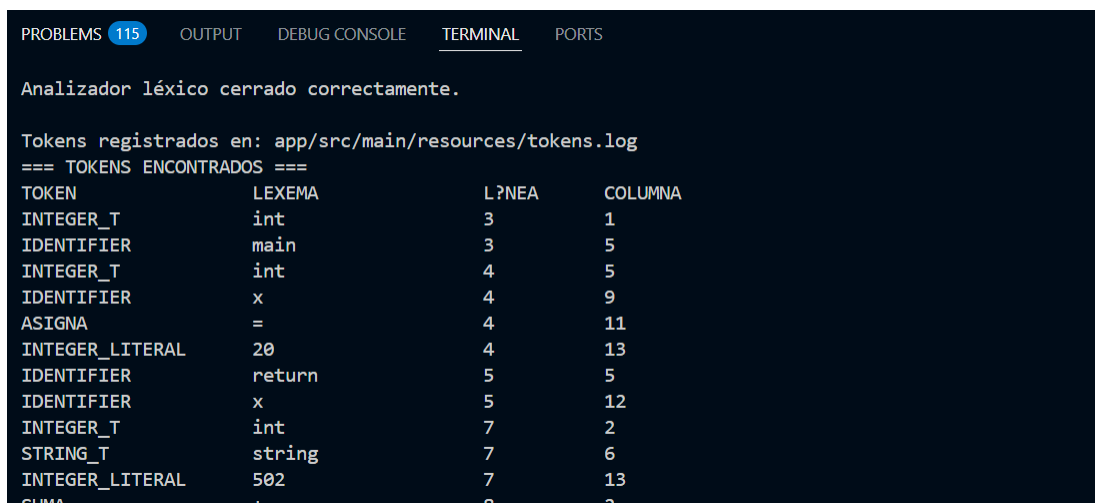 PROBLEMS 115 OUTPUT DEBUG CONSOLE TERMINAL PORTS
Analizador léxico cerrado correctamente.
Tokens registrados en: app/src/main/resources/tokens.log
=== TOKENS ENCONTRADOS ===
TOKEN LEXEMA L?NEA COLUMNA
INTEGER_T int 3 1
IDENTIFIER main 3 5
INTEGER_T int 4 5
IDENTIFIER x 4 9
ASIGNA = 4 11
INTEGER_LITERAL 20 4 13
IDENTIFIER return 5 5
IDENTIFIER x 5 12
INTEGER_T int 7 2
STRING_T string 7 6
INTEGER_LITERAL 502 7 13